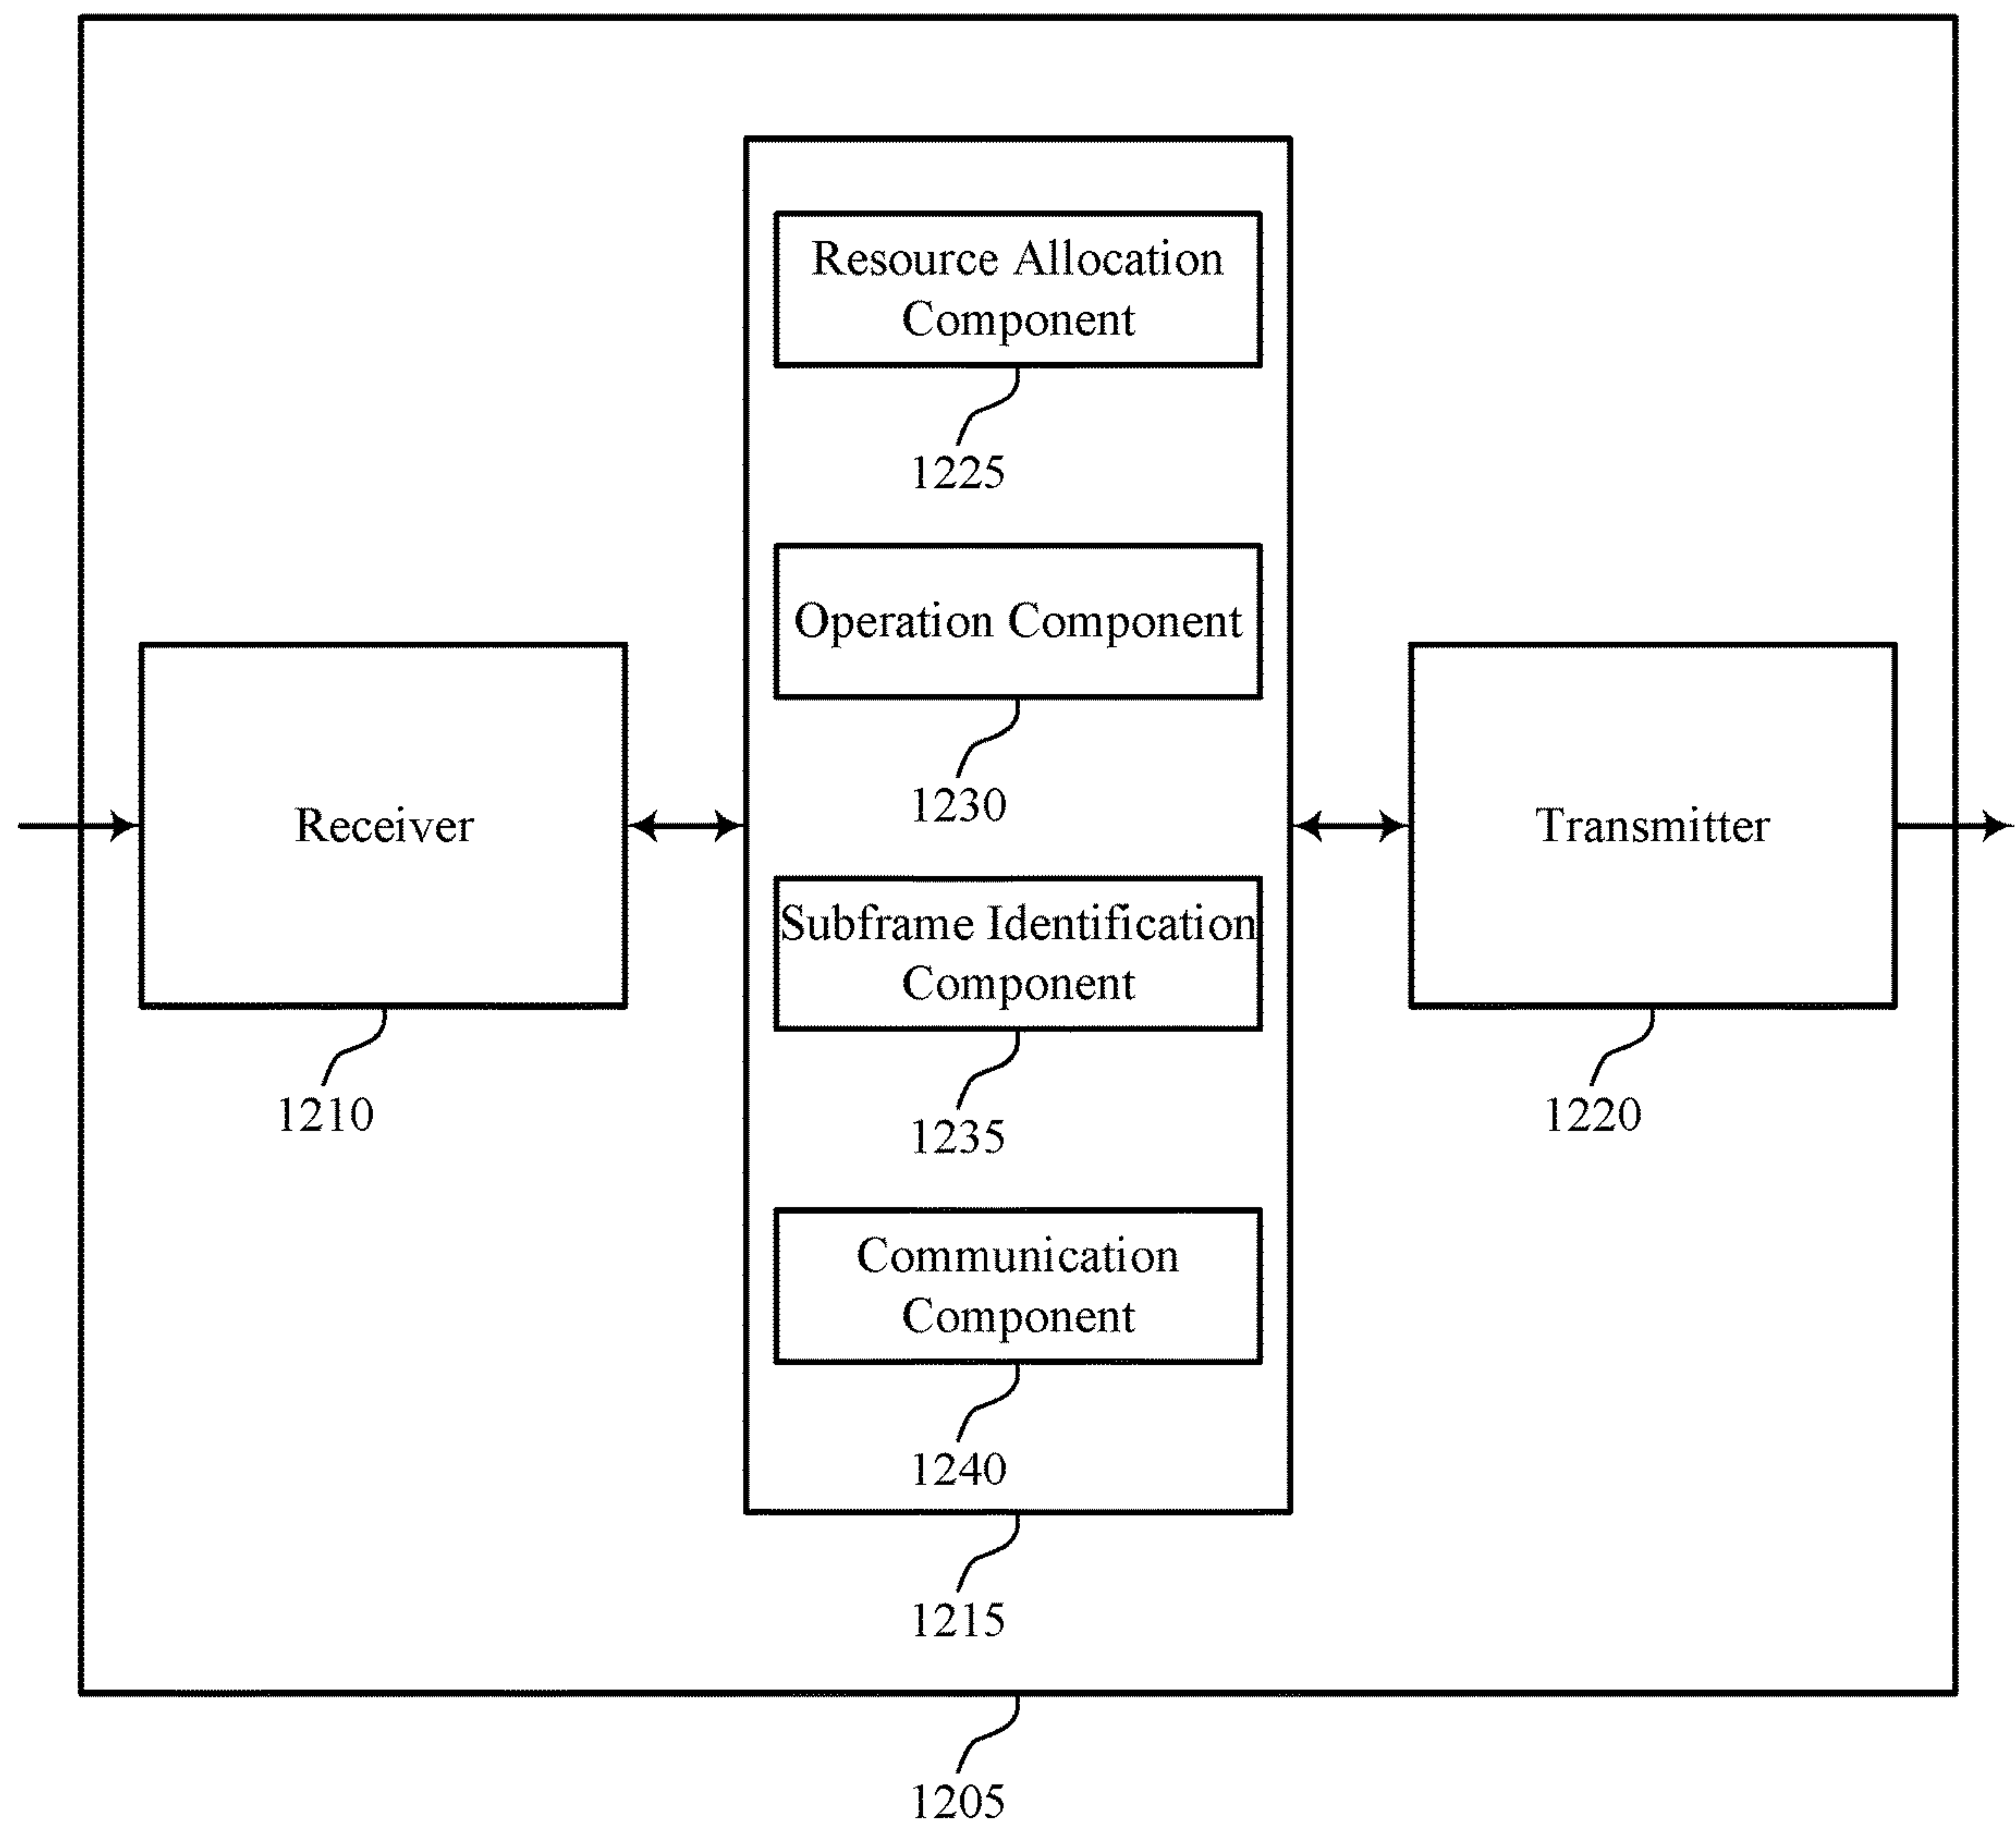 Resource Allocation
Component
1225
Operation Component
1230
Receiver
1210
Subframe Identification
Component
1235
Transmitter
1220
Communication
Component
1240
1215
1205